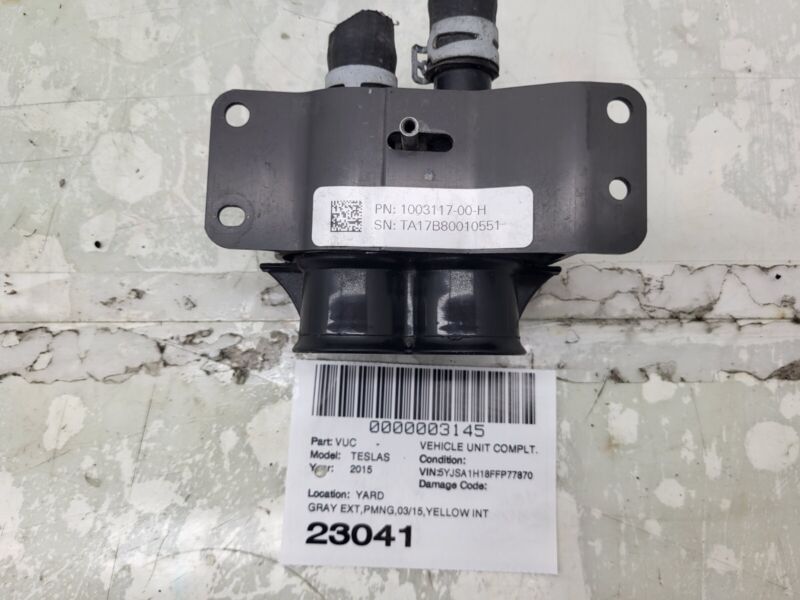 PN: 1003117-00-H
SN: TA17B80010551
0000003145
Part: VUC VEHICLE UNIT COMPLT.
Model: TESLAS Condition:
Year: 2015 VIN:5YJSA1H18FFP77870
Damage Code:
Location: YARD
GRAY EXT,PMNG,03/15,YELLOW INT
23041